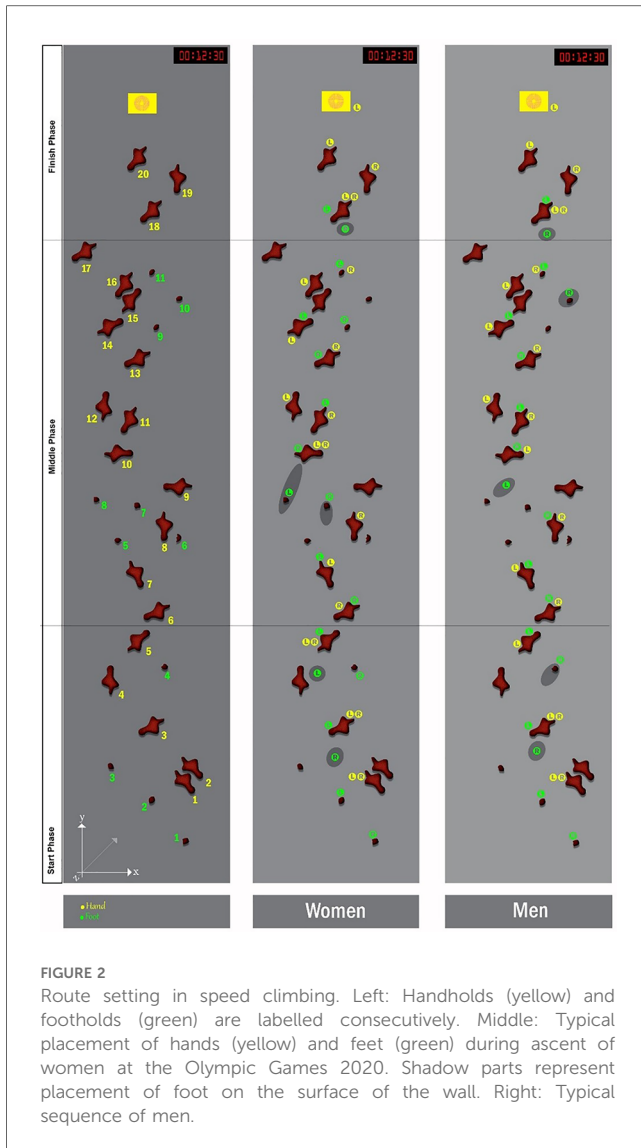 00:12:30
00:12:30
00:12:30
Finish Phase
Middle Phase
Start Phase
20
19
18
17
16
11
15
10
14
9
13
12
11
10
9
8
7
8
5
6
7
6
5
4
4
3
3
2
1
2
1
y
x
z
Hand
Foot
L
L
R
L R
L
R
L
L
R
L
R
L R
L
R
L
R
L R
L
L R
R
L R
Women
L
L
R
L R
R
R
L
R
L
R
L
L
R
L
R
L
L R
R
L R
Men
FIGURE 2
Route setting in speed climbing. Left: Handholds (yellow) and
footholds (green) are labelled consecutively. Middle: Typical
placement of hands (yellow) and feet (green) during ascent of
women at the Olympic Games 2020. Shadow parts represent
placement of foot on the surface of the wall. Right: Typical
sequence of men.